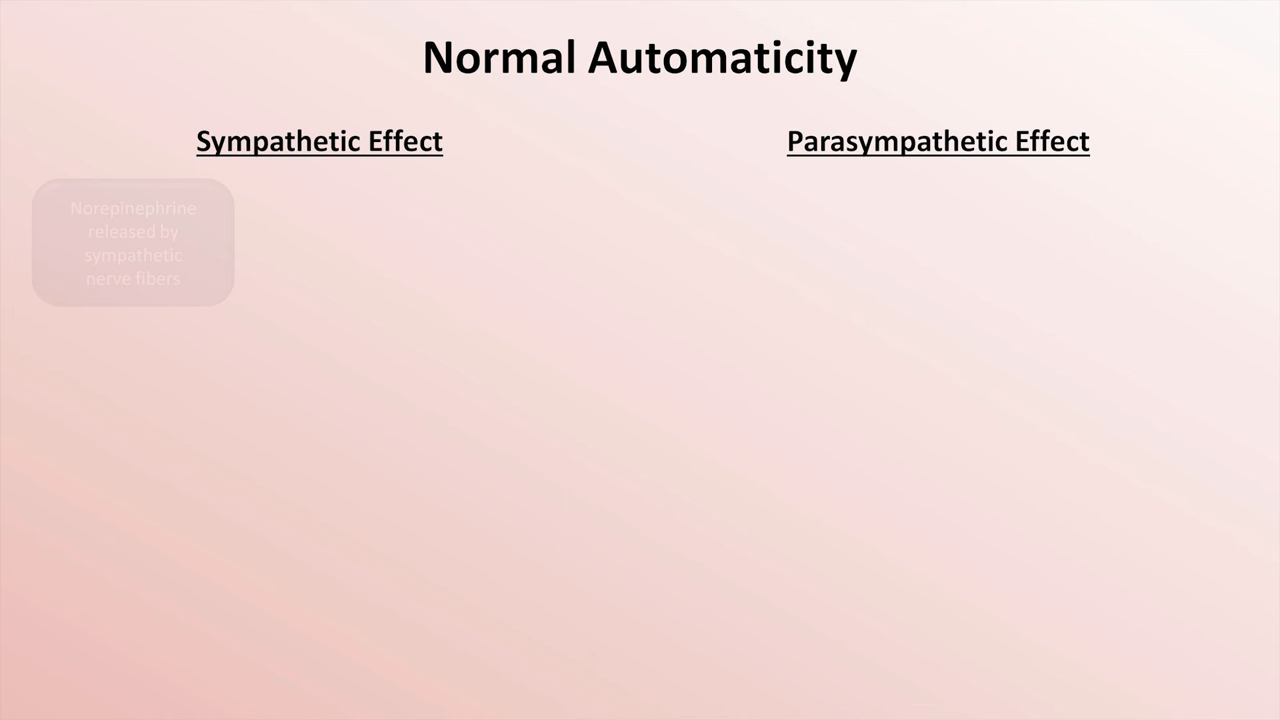 Normal Automaticity
Sympathetic Effect
Parasympathetic Effect
Norepinephrine
released by
sympathetic
nerve fibers